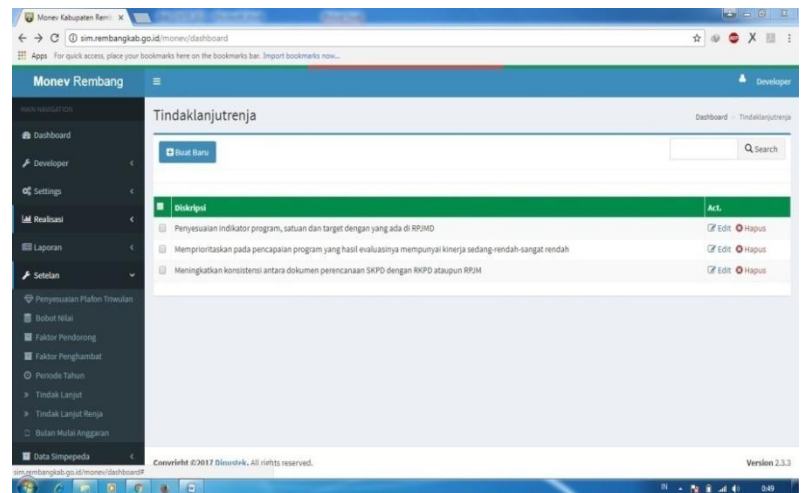 Monev Kabupaten Remb
sim.rembangkab.go.id/monev/dashboard
Apps For quick access, place your bookmarks here on the bookmarks bar. Import bookmarks now...
Monev Rembang
Developer
MAIN NAVIGATION
Tindaklanjutrenja
Dashboard
Tindaklanjutrenja
Dashboard
Buat Baru
Search
Developer
Settings
Diskripsi
Act.
Realisasi
Penyesuaian indikator program, satuan dan target dengan yang ada di RPJMD
Edit Hapus
Laporan
Memprioritaskan pada pencapaian program yang hasil evaluasinya mempunyai kinerja sedang-rendah-sangat rendah
Edit Hapus
Setelan
Meningkatkan konsistensi antara dokumen perencanaan SKPD dengan RKPD ataupun RPJM
Edit Hapus
Penyesuaian Plafon Triwulan
Bobot Nilai
Faktor Pendorong
Faktor Penghambat
Periode Tahun
» Tindak Lanjut
» Tindak Lanjut Renja
Bulan Mulai Anggaran
Data Simpepeda
Copyright ©2017 Dinustek. All rights reserved.
Version 2.3.3
sim.rembangkab.go.id/monev/dashboard#
IN
0:49